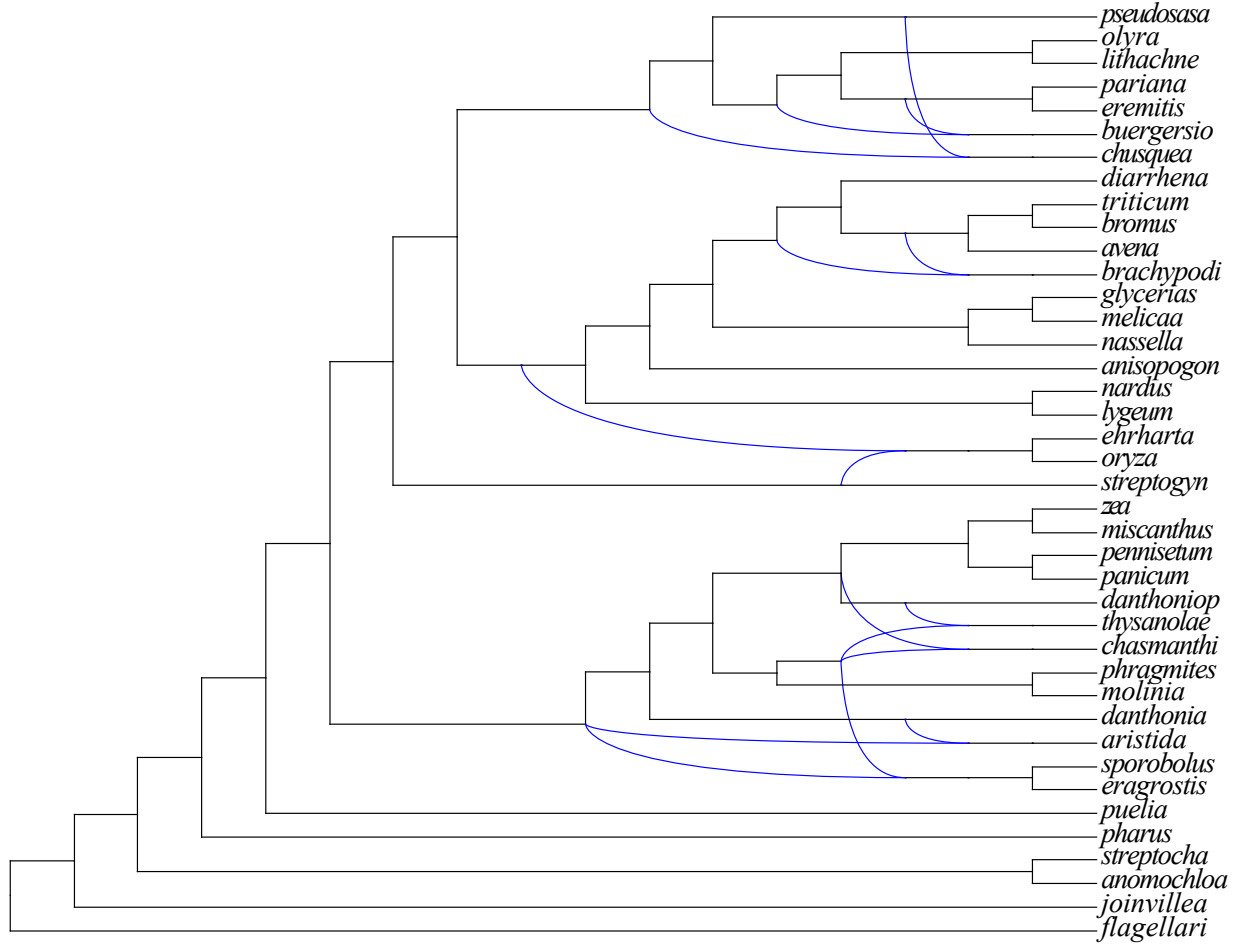 pseudosasa
olyra
lithachne
pariana
eremitis
buergersio
chusquea
diarrhena
triticum
bromus
avena
brachypodi
glycerias
melicaa
nassella
anisopogon
nardus
lygeum
ehrharta
oryza
streptogyn
zea
miscanthus
pennisetum
panicum
danthoniop
thysanolae
chasmanthi
phragmites
molinia
danthonia
aristida
sporobolus
eragrostis
puelia
pharus
streptocha
anomochloa
joinvillea
flagellari